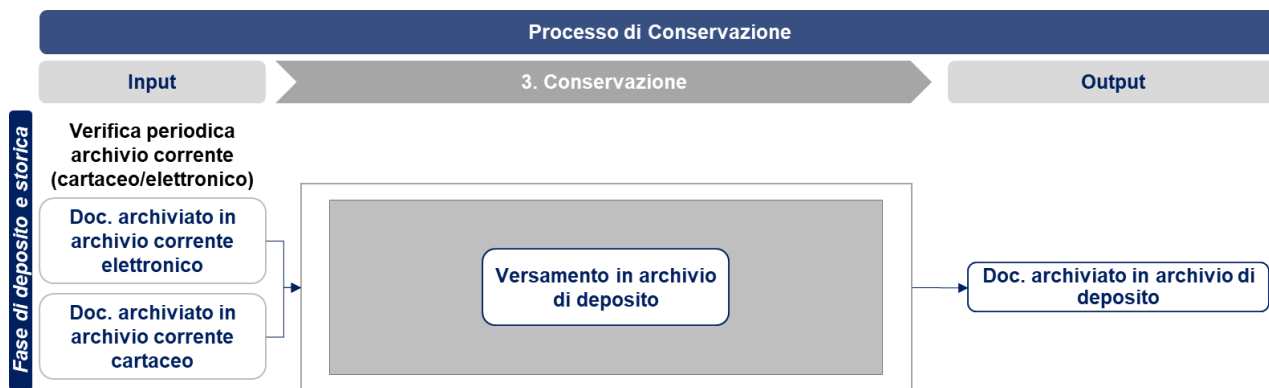 Processo di Conservazione
Input
3. Conservazione
Output
Fase di deposito e storica
Verifica periodica
archivio corrente
(cartaceo/elettronico)
Doc. archiviato in
archivio corrente
elettronico
Doc. archiviato in
archivio corrente
cartaceo
Versamento in archivio
di deposito
Doc. archiviato in archivio di
deposito